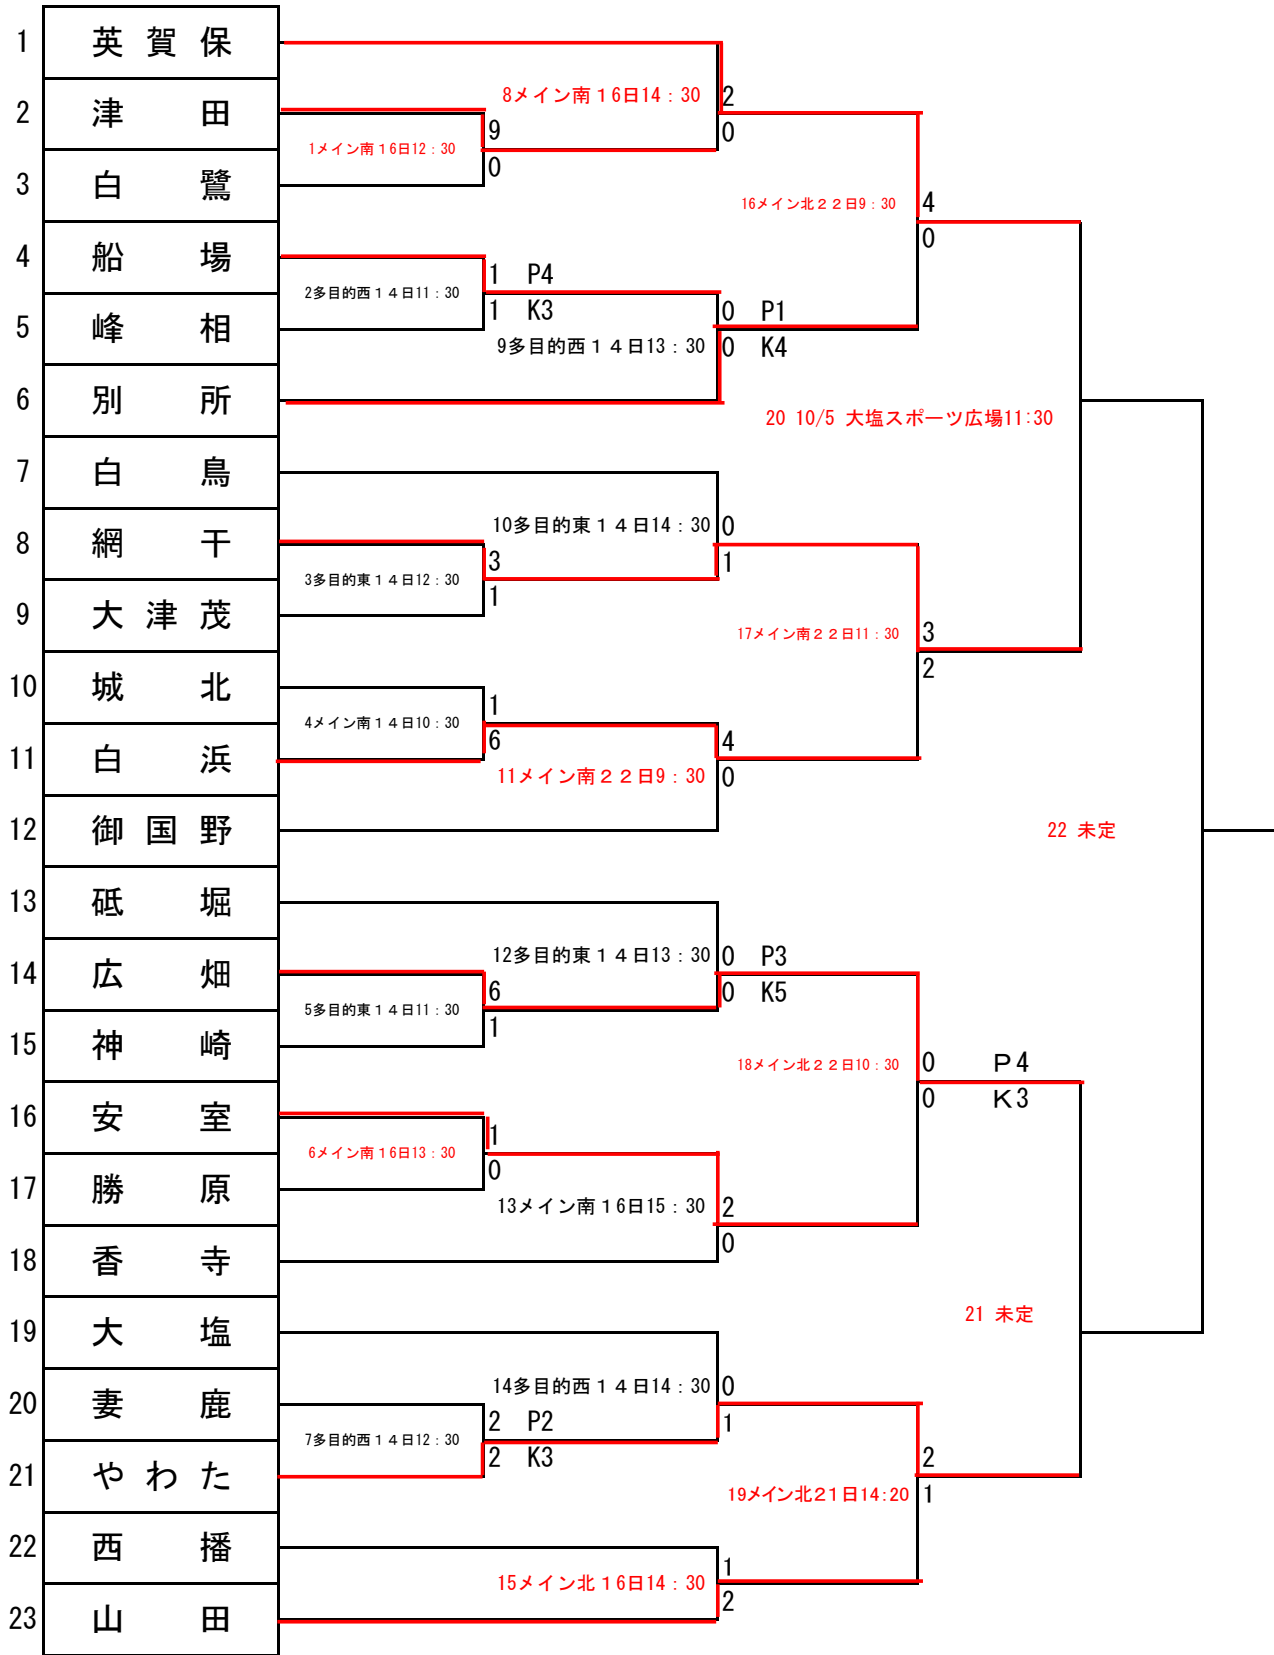 1 英賀保
8メイン南16日14：30 2
2 津田
9
0
1メイン南16日12：30
0
3 白鷺
16メイン北２２日9：30 4
0
4 船場
1 P4
2多目的西１４日11：30
1 K3
0 P1
5 峰相
9多目的西１４日13：30 0 K4
6 別所
20 10/5 大塩スポーツ広場11:30
7 白鳥
10多目的東１４日14：30 0
8 網干
3
1
3多目的東１４日12：30
1
9 大津茂
17メイン南２２日11：30 3
2
10 城北
1
4メイン南１４日10：30
6
4
11 白浜
11メイン南２２日9：30 0
12 御国野
22 未定
13 砥堀
12多目的東１４日13：30 0 P3
14 広畑
6
0 K5
5多目的東１４日11：30
1
15 神崎
18メイン北２２日10：30 0 Ｐ4
0 Ｋ3
16 安室
1
6メイン南16日13：30
0
17 勝原
13メイン南１６日15：30 2
0
18 香寺
21 未定
19 大塩
14多目的西１４日14：30 0
20 妻鹿
2 P2
1
7多目的西１４日12：30
2 K3
21 やわた
2
19メイン北21日14:20 1
22 西播
1
15メイン北１６日14：30
2
23 山田